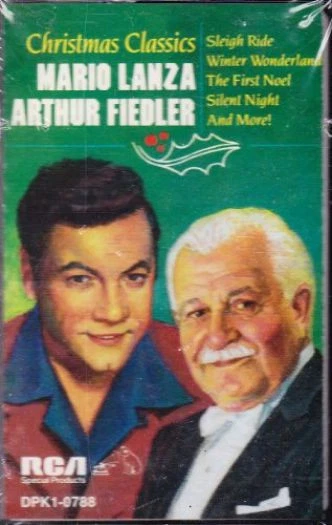 Christmas Classics
MARIO LANZA
ARTHUR FIEDLER
Sleigh Ride
Winter Wonderland
The First Noel
Silent Night
And More!
RCA
Special Products
DPK1-0788